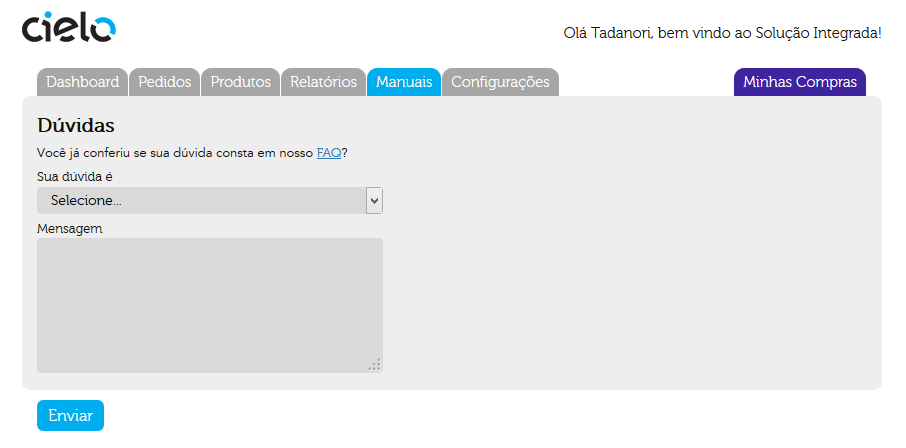 cielo
Olá Tadanori, bem vindo ao Solução Integrada!
Dashboard Pedidos Produtos Relatórios Manuais Configurações Minhas Compras
Dúvidas
Você já conferiu se sua dúvida consta em nosso FAQ?
Sua dúvida é
Selecione...
Mensagem
Enviar